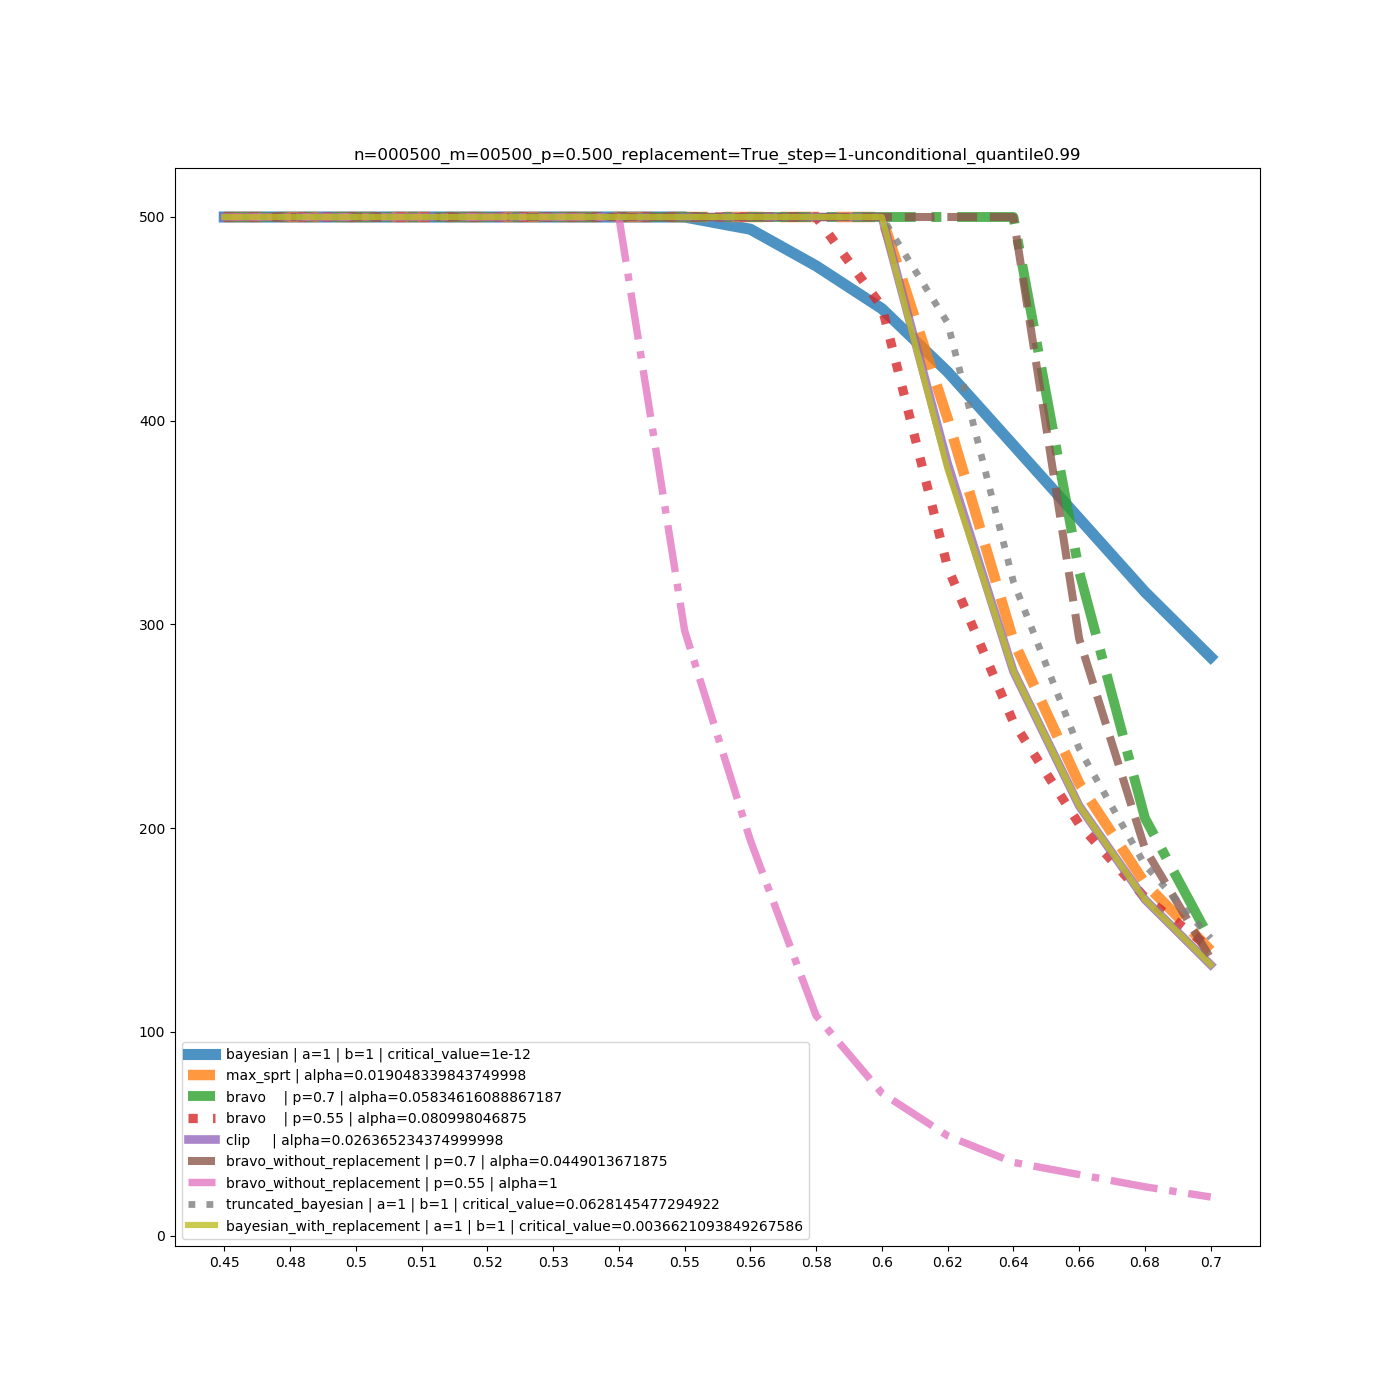 n=000500_m=00500_p=0.500_replacement=True_step=1-unconditional_quantile0.99
500
400
300
200
100
0
bayesian | a=1 | b=1 | critical_value=1e-12
max_sprt | alpha=0.019048339843749998
bravo    | p=0.7 | alpha=0.05834616088867187
bravo    | p=0.55 | alpha=0.080998046875
clip     | alpha=0.026365234374999998
bravo_without_replacement | p=0.7 | alpha=0.0449013671875
bravo_without_replacement | p=0.55 | alpha=1
truncated_bayesian | a=1 | b=1 | critical_value=0.0628145477294922
bayesian_with_replacement | a=1 | b=1 | critical_value=0.0036621093849267586
0.45 0.48 0.5 0.51 0.52 0.53 0.54 0.55 0.56 0.58 0.6 0.62 0.64 0.66 0.68 0.7